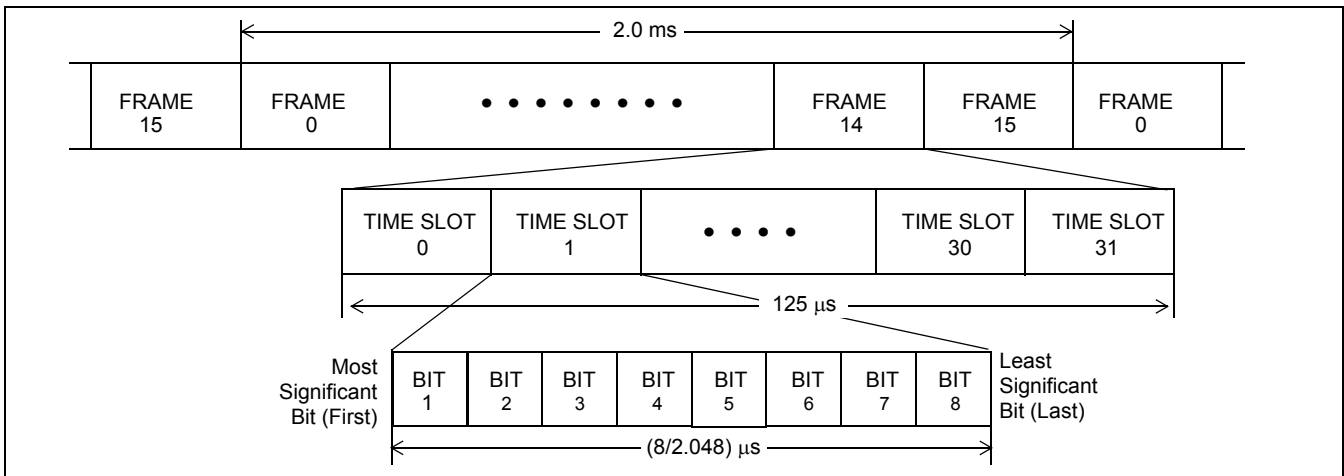 2.0 ms
FRAME FRAME FRAME FRAME FRAME
15 0 • • • • • • • • 14 15 0
TIME SLOT TIME SLOT TIME SLOT TIME SLOT
0 1 • • • • 30 31
125 μs
Most
Significant
Bit (First)
BIT BIT BIT BIT BIT BIT BIT BIT
1 2 3 4 5 6 7 8
Least
Significant
Bit (Last)
(8/2.048) μs